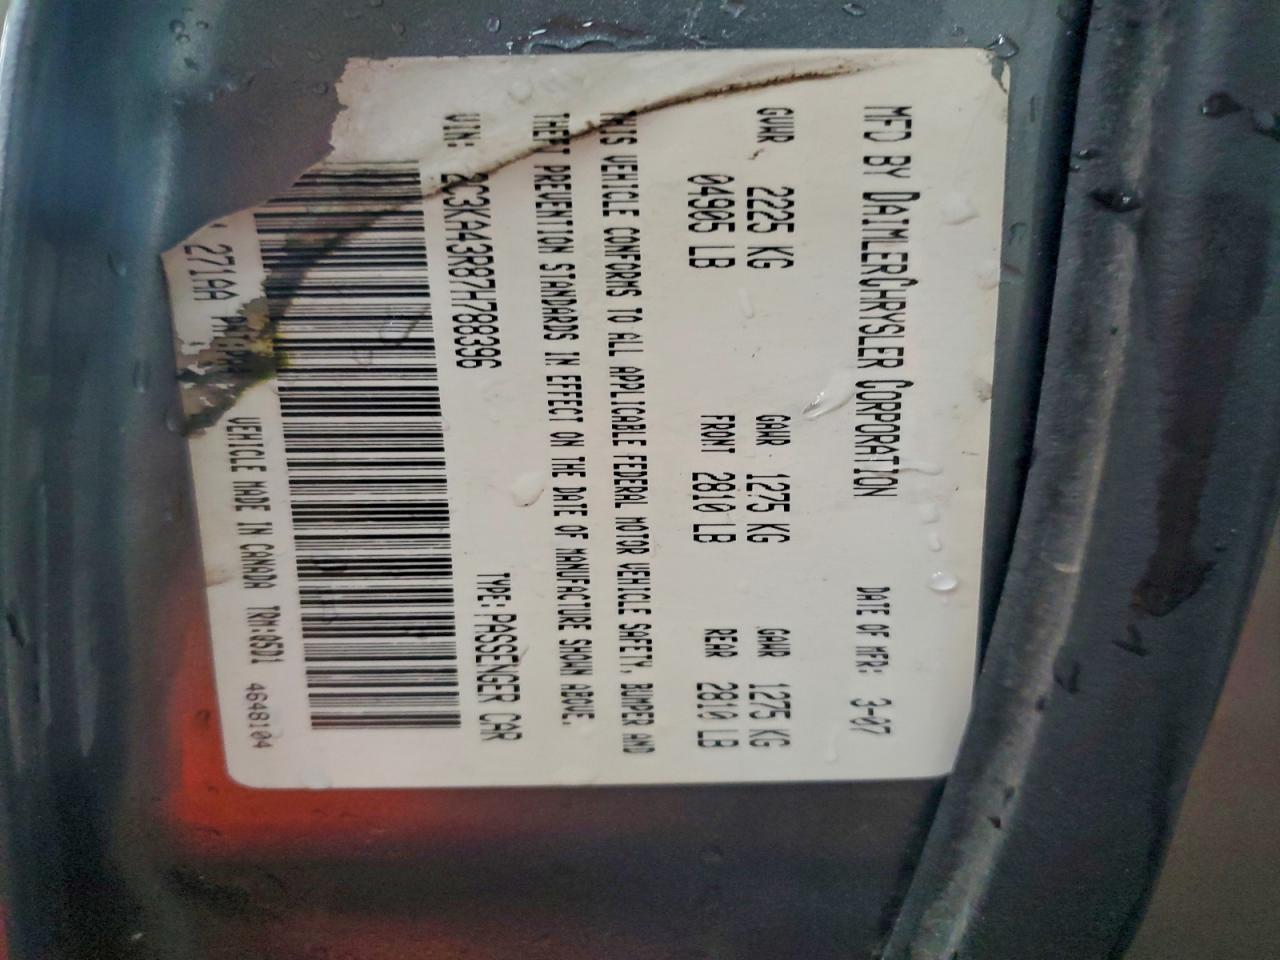 MFD BY DAIMLERCHRYSLER CORPORATION DATE OF MFR: 3-07
GVWR 2225 KG GAWR 1275 KG GAWR 1275 KG
04905 LB FRONT 2810 LB REAR 2810 LB
THIS VEHICLE CONFORMS TO ALL APPLICABLE FEDERAL MOTOR VEHICLE SAFETY, BUMPER AND
THEFT PREVENTION STANDARDS IN EFFECT ON THE DATE OF MANUFACTURE SHOWN ABOVE.
VIN: 2C3KA43R87H788396 TYPE: PASSENGER CAR
2719A VEHICLE MADE IN CANADA 4648104